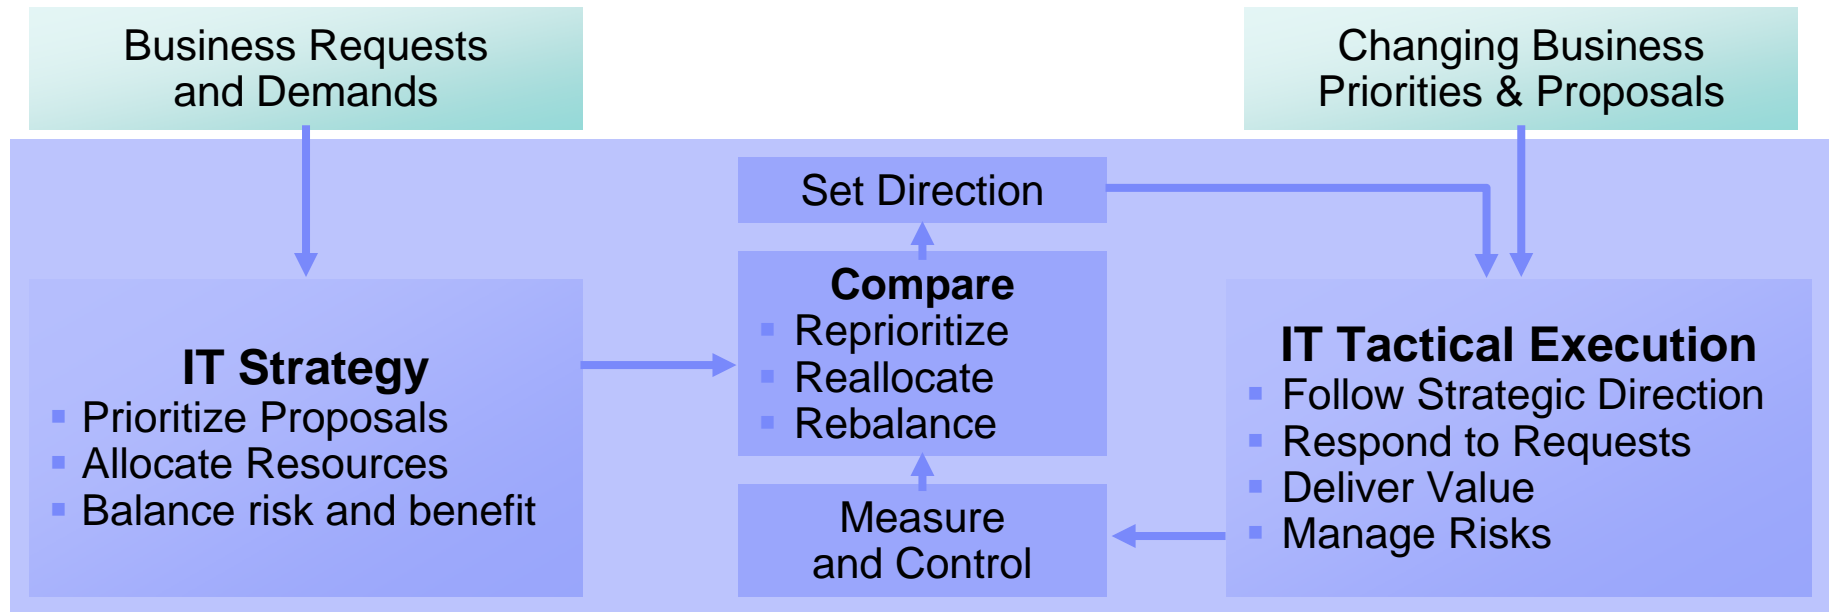 Business Requests
and Demands
Changing Business
Priorities & Proposals
Set Direction
IT Strategy
▪ Prioritize Proposals
▪ Allocate Resources
▪ Balance risk and benefit
Compare
▪ Reprioritize
▪ Reallocate
▪ Rebalance
Measure
and Control
IT Tactical Execution
▪ Follow Strategic Direction
▪ Respond to Requests
▪ Deliver Value
▪ Manage Risks